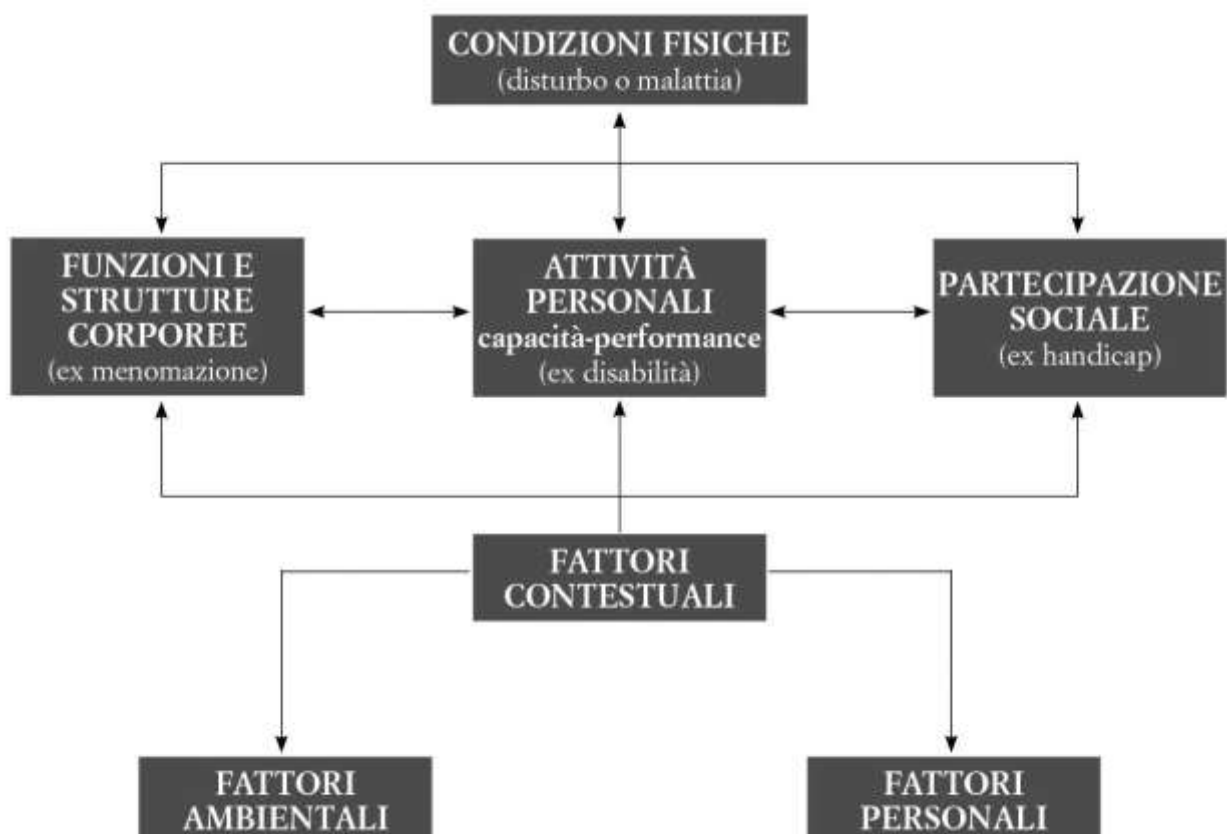 CONDIZIONI FISICHE
(disturbo o malattia)
FUNZIONI E
STRUTTURE
CORPOREE
(ex menomazione)
ATTIVITÀ
PERSONALI
capacità-performance
(ex disabilità)
PARTECIPAZIONE
SOCIALE
(ex handicap)
FATTORI
CONTESTUALI
FATTORI
AMBIENTALI
FATTORI
PERSONALI